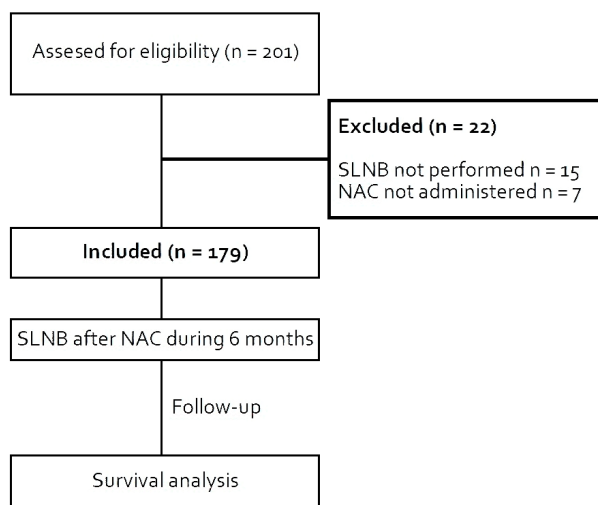 Assesed for eligibility (n = 201)
Excluded (n = 22)
SLNB not performed n = 15
NAC not administered n = 7
Included (n = 179)
SLNB after NAC during 6 months
Follow-up
Survival analysis